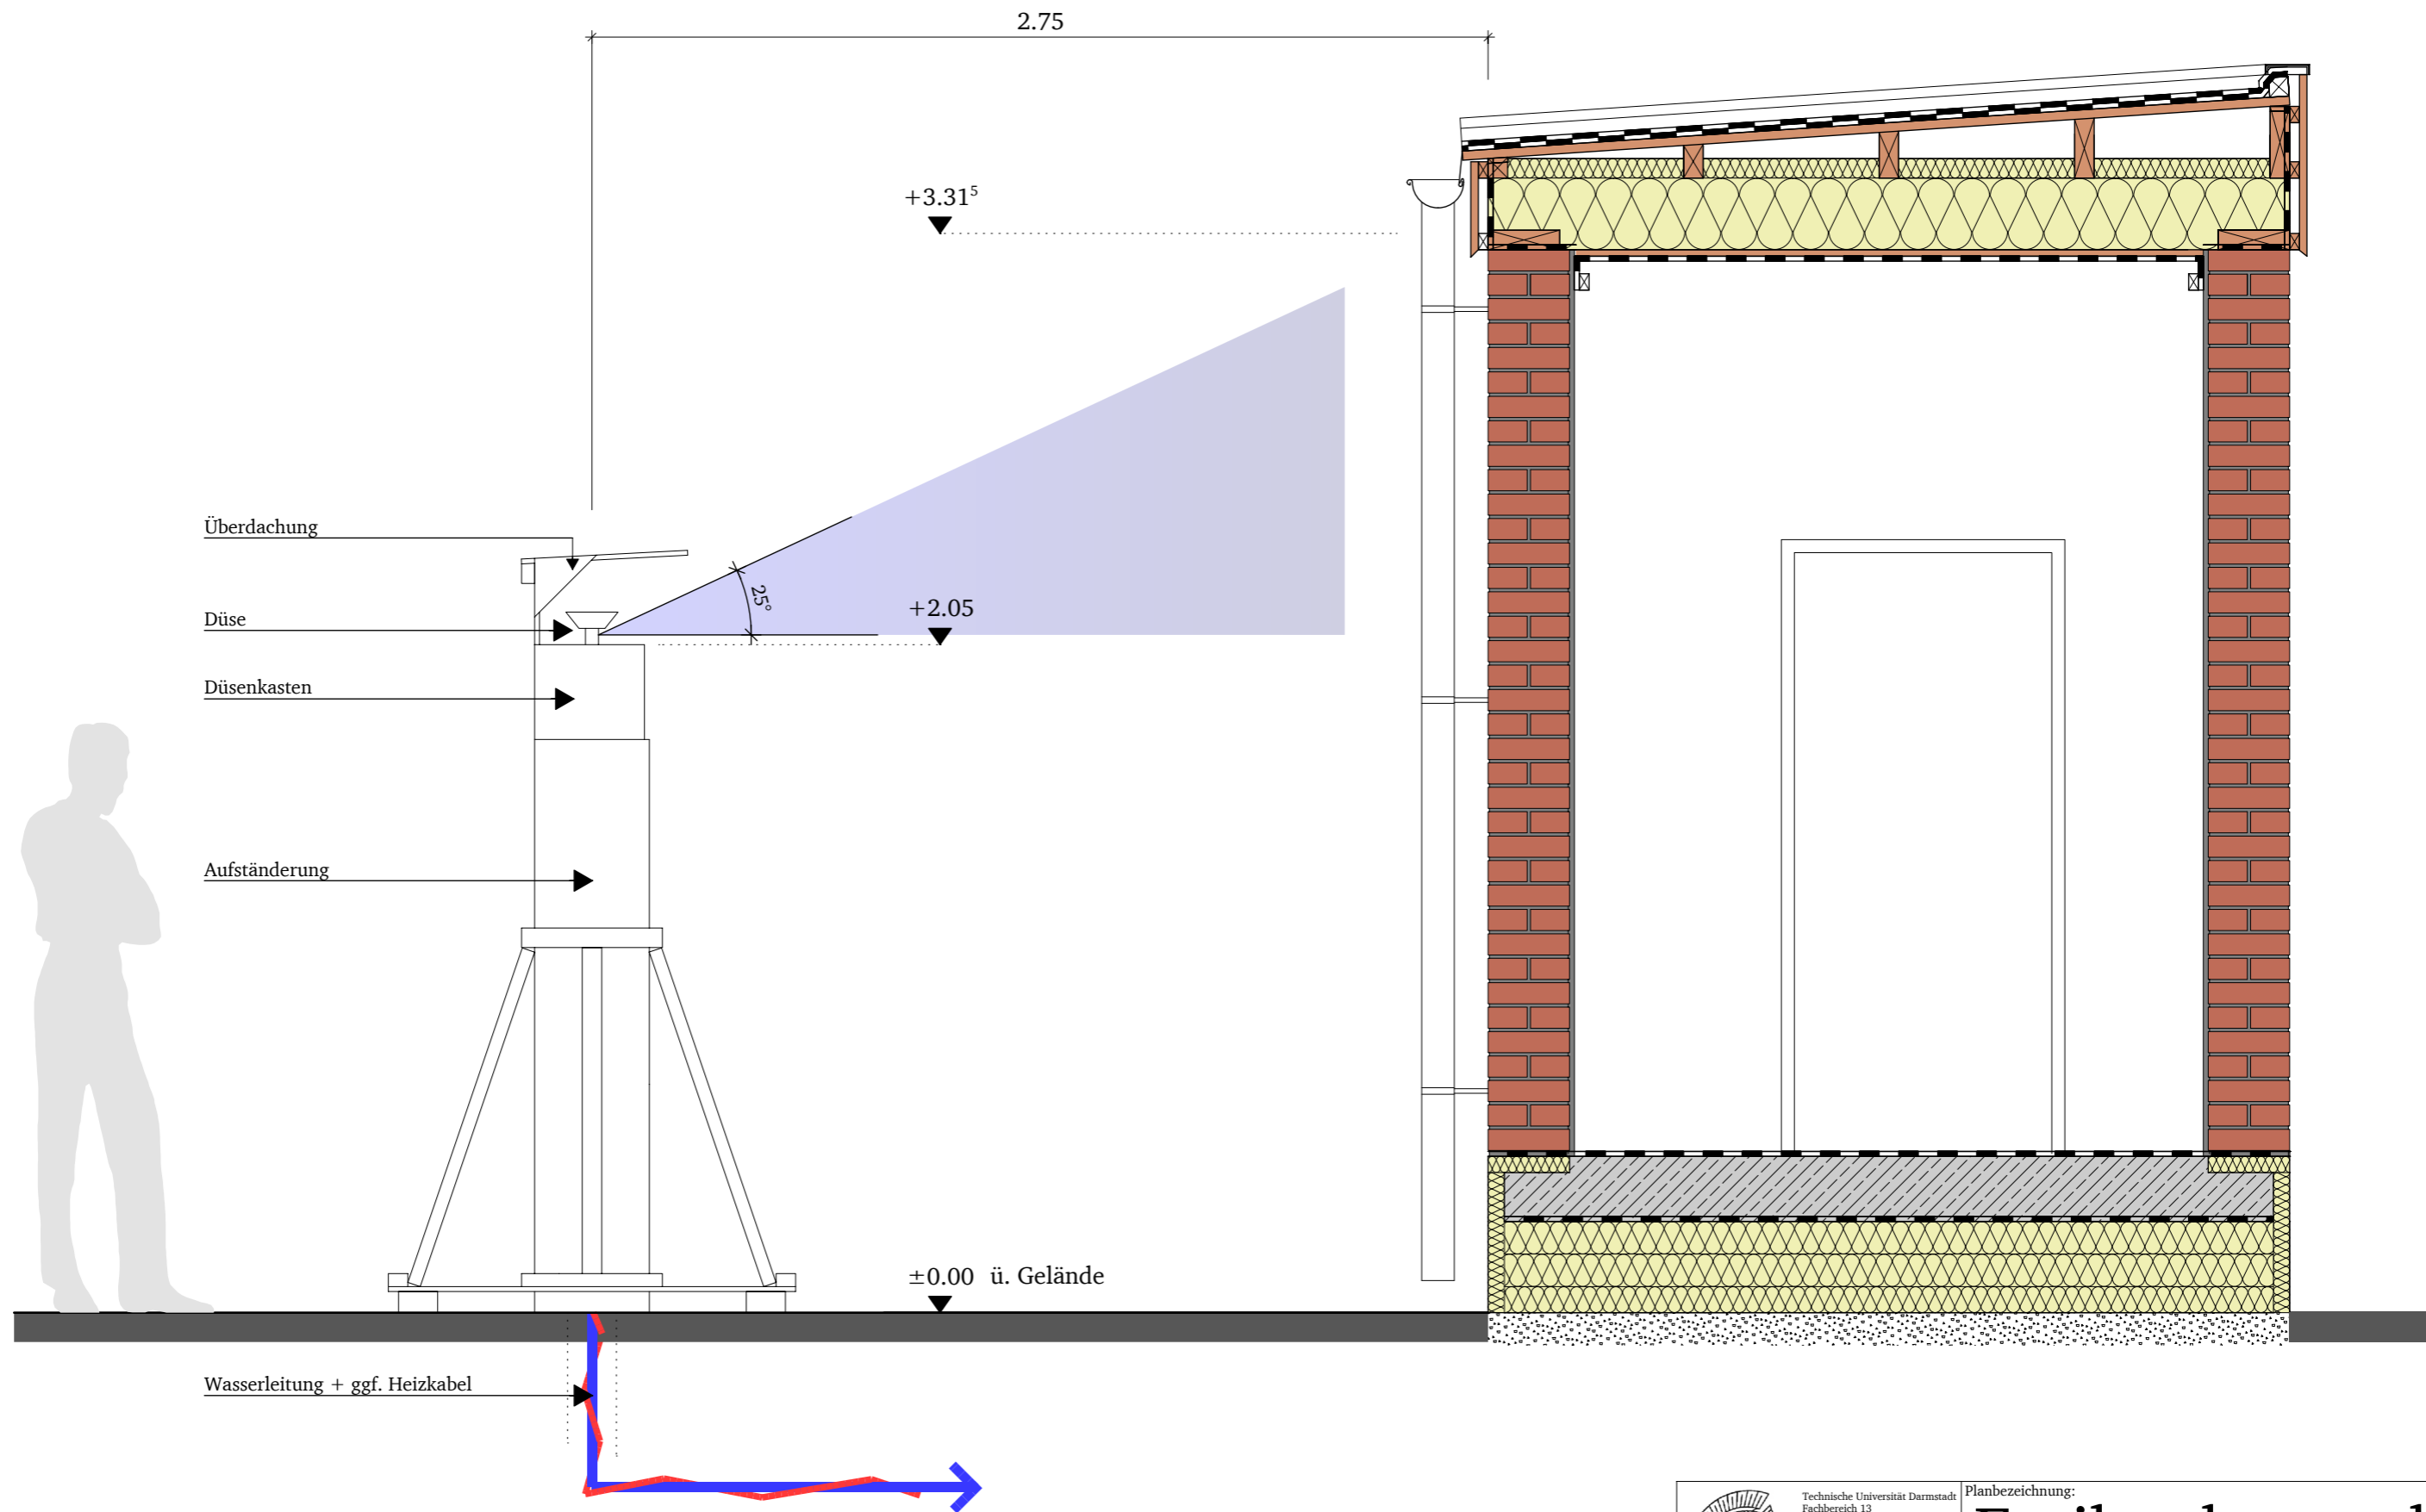 2.75
+3.31⁵
Überdachung
25°
+2.05
Düse
Düsenkasten
Aufständerung
±0.00 ü. Gelände
Wasserleitung + ggf. Heizkabel
Technische Universität Darmstadt
Fachbereich 13
Planbezeichnung: